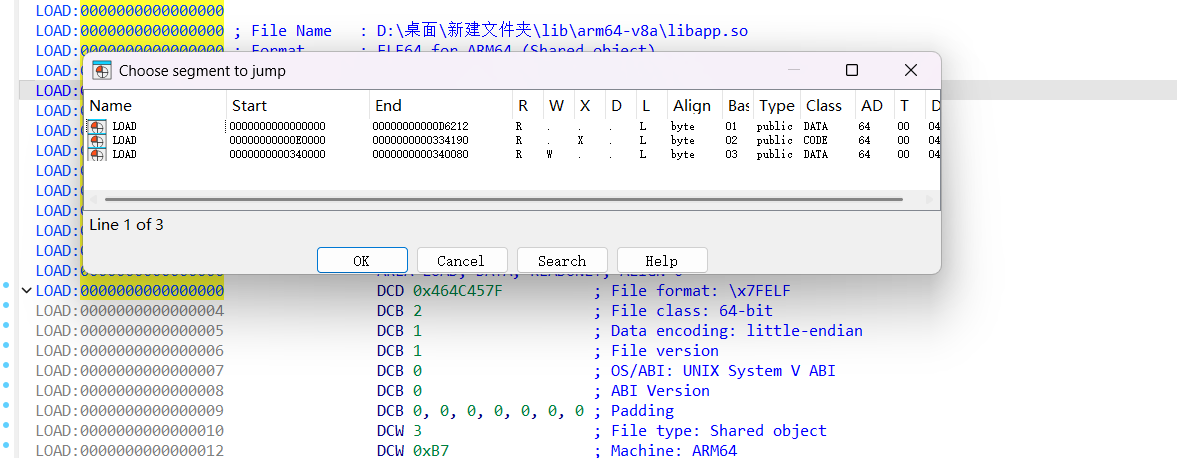 LOAD:0000000000000000
LOAD:0000000000000000 ; File Name : D:\桌面\新建文件夹\lib\arm64-v8a\libapp.so
LOAD:0000000000000000 ; Format : ELF64 for ARM64 (Shared object)
Choose segment to jump
Name Start End R W X D L Align Bas Type Class AD T D
LOAD 0000000000000000 00000000000D6212 R . . . L byte 01 public DATA 64 00 04
LOAD 00000000000E0000 0000000000334190 R . X . L byte 02 public CODE 64 00 04
LOAD 0000000000340000 0000000000340080 R W . . L byte 03 public DATA 64 00 04
Line 1 of 3
OK Cancel Search Help
LOAD:0000000000000000 DCD 0x464C457F ; File format: \x7FELF
LOAD:0000000000000004 DCB 2 ; File class: 64-bit
LOAD:0000000000000005 DCB 1 ; Data encoding: little-endian
LOAD:0000000000000006 DCB 1 ; File version
LOAD:0000000000000007 DCB 0 ; OS/ABI: UNIX System V ABI
LOAD:0000000000000008 DCB 0 ; ABI Version
LOAD:0000000000000009 DCB 0, 0, 0, 0, 0, 0, 0 ; Padding
LOAD:0000000000000010 DCW 3 ; File type: Shared object
LOAD:0000000000000012 DCW 0xB7 ; Machine: ARM64